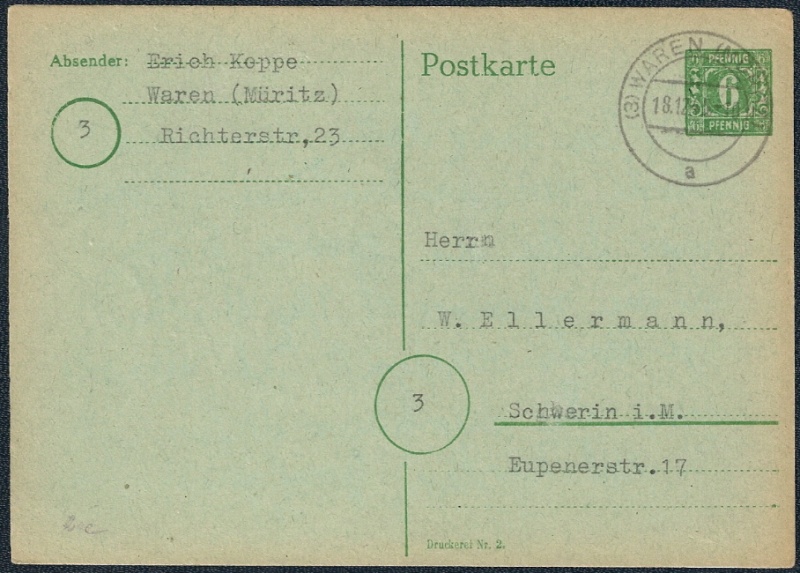 Absender: Erich Koppe
Waren (Müritz)
Richterstr,23
3
Postkarte
(3) WAREN
18.12.
a
PFENNIG
6
PFENNIG
Herrn
W. Ellermann,
3
Schwerin i.M.
Eupenerstr.17
Druckerei Nr. 2.